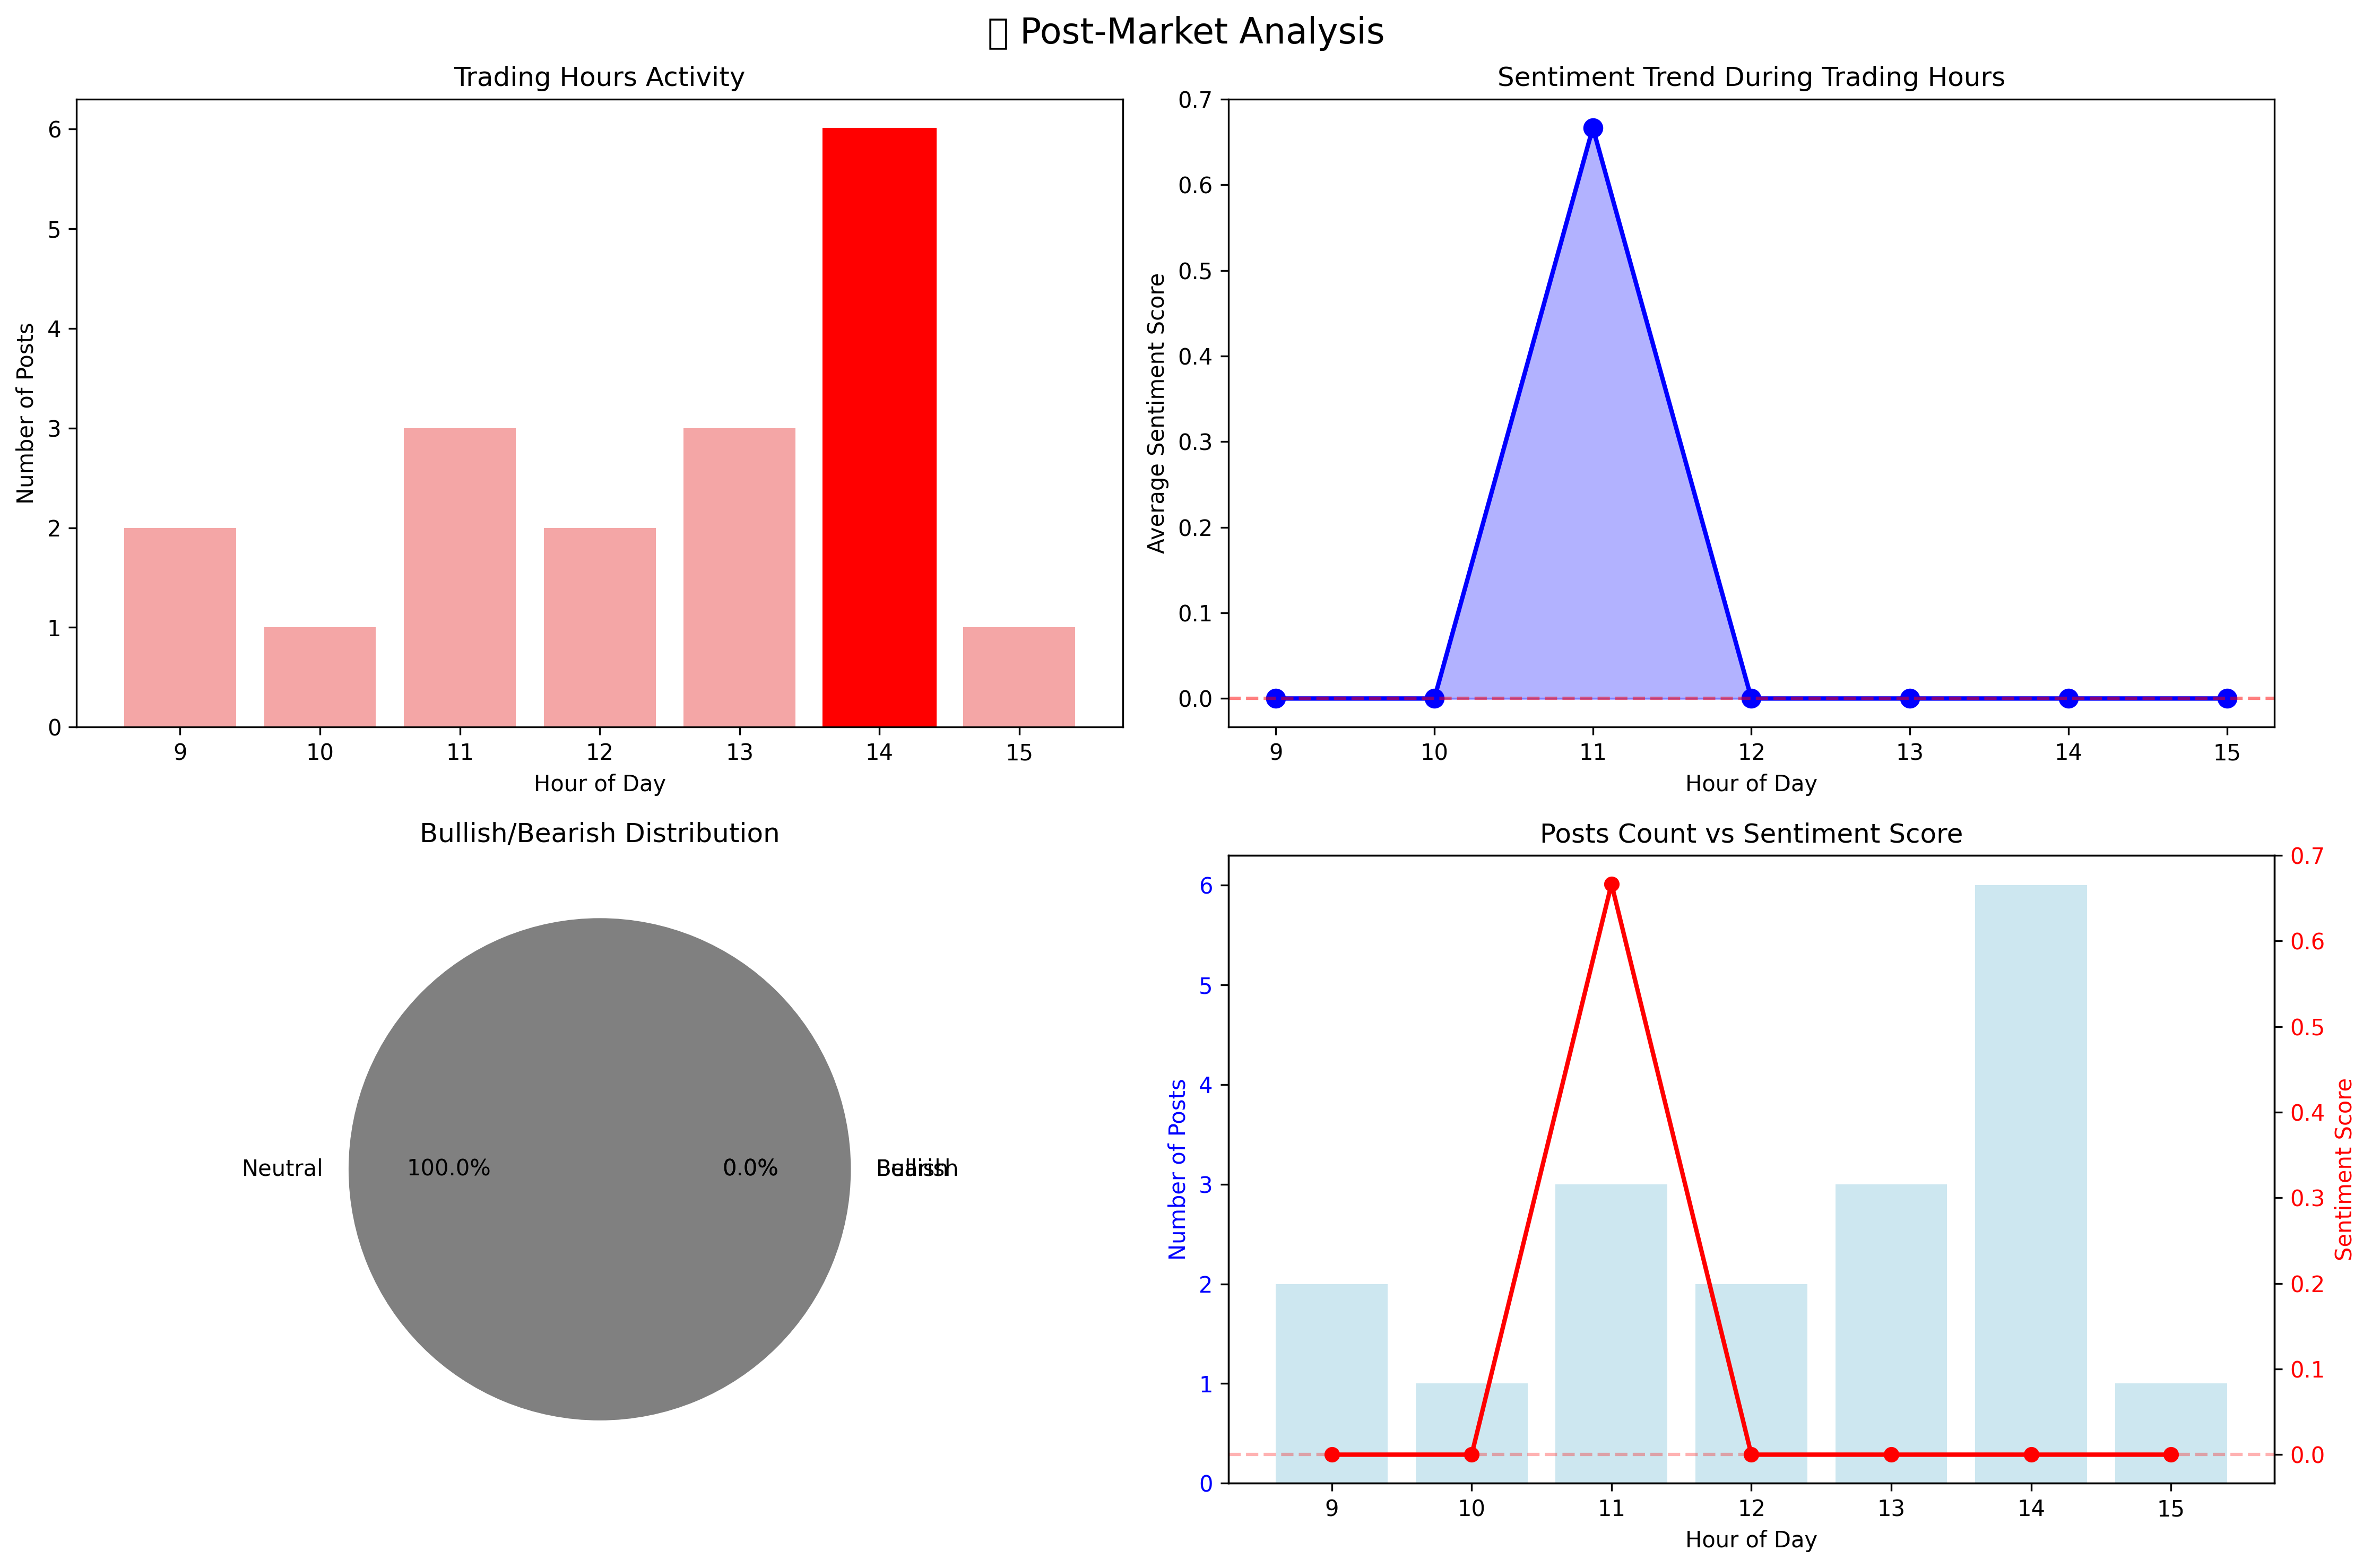 Post-Market Analysis
Trading Hours Activity
Number of Posts
6
5
4
3
2
1
0
9 10 11 12 13 14 15
Hour of Day
Sentiment Trend During Trading Hours
Average Sentiment Score
0.7
0.6
0.5
0.4
0.3
0.2
0.1
0.0
9 10 11 12 13 14 15
Hour of Day
Bullish/Bearish Distribution
Neutral
100.0%
0.0%
Bullish
Bearish
Posts Count vs Sentiment Score
Number of Posts
6
5
4
3
2
1
0
9 10 11 12 13 14 15
Hour of Day
0.7
0.6
0.5
0.4
0.3
0.2
0.1
0.0
Sentiment Score